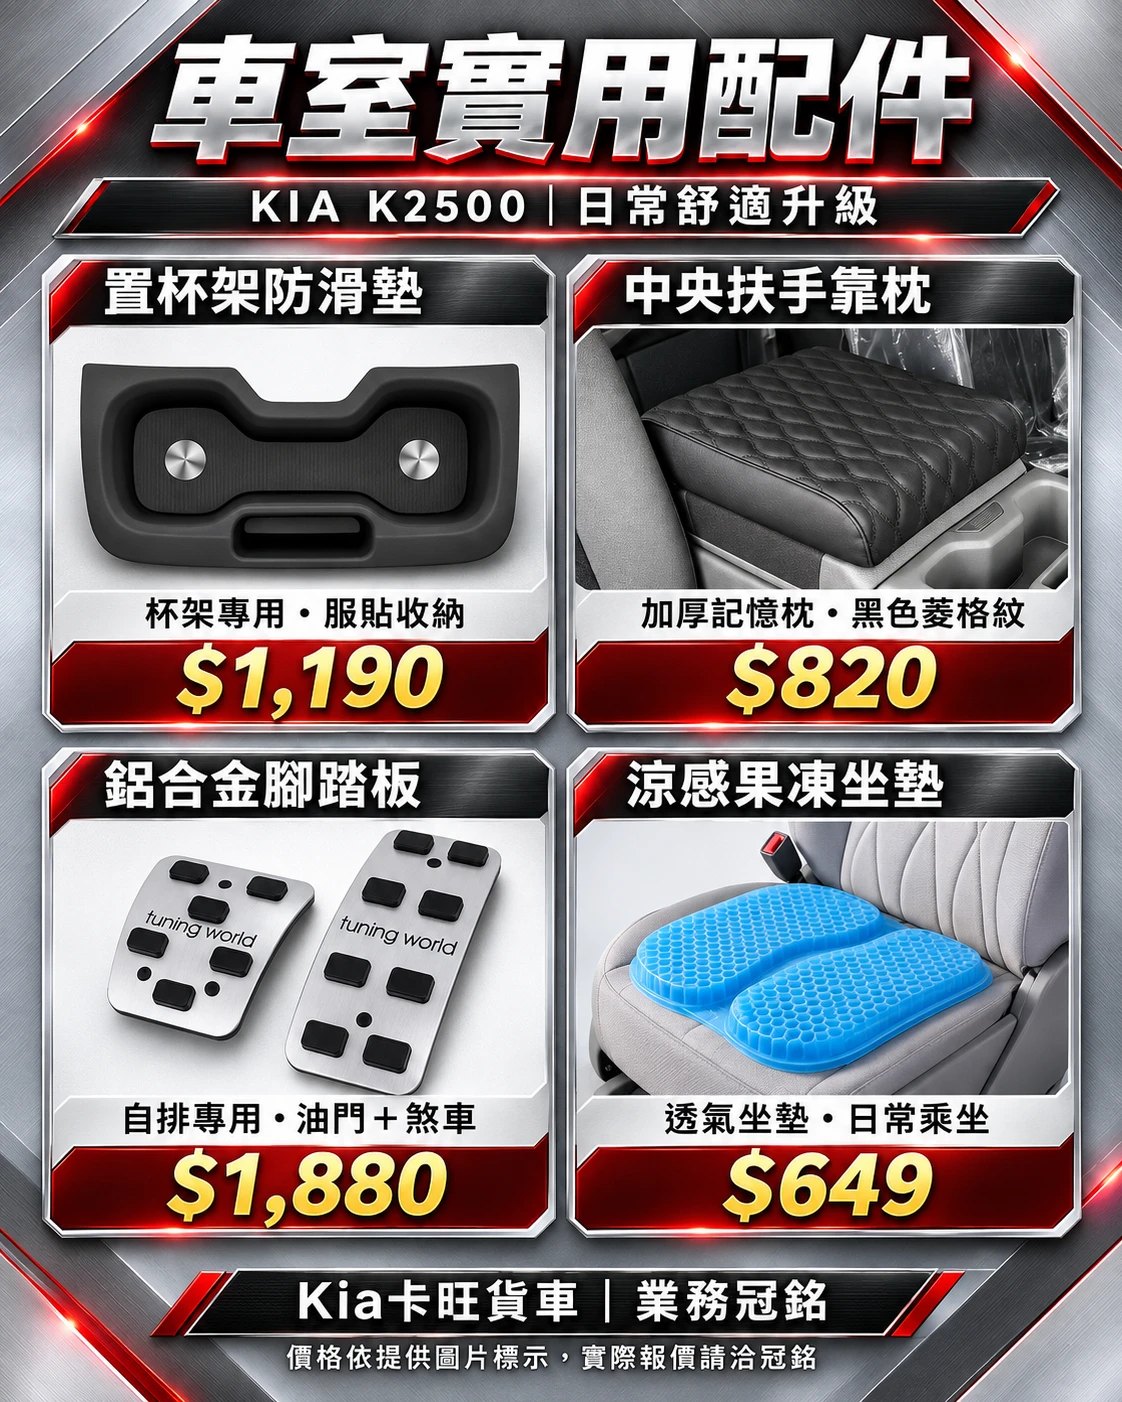 車室實用配件
KIA K2500｜日常舒適升級
置杯架防滑墊
杯架專用・服貼收納
$1,190
中央扶手靠枕
加厚記憶枕・黑色菱格紋
$820
鋁合金腳踏板
tuning world
tuning world
自排專用・油門＋煞車
$1,880
涼感果凍坐墊
透氣坐墊・日常乘坐
$649
Kia卡旺貨車｜業務冠銘
價格依提供圖片標示，實際報價請洽冠銘